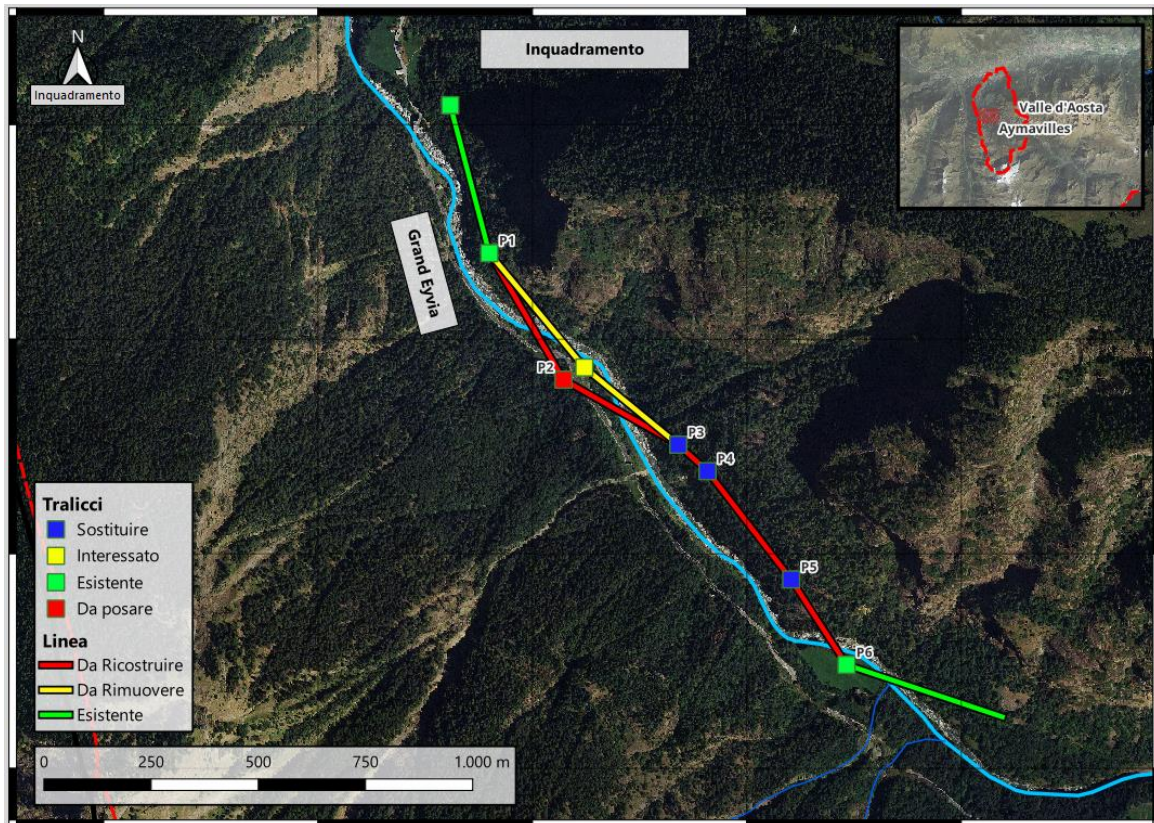 Inquadramento
N
Inquadramento
Valle d'Aosta
Aymavilles
P1
Grand Eyvia
P2
P3
P4
P5
P6
Tralicci
Sostituire
Interessato
Esistente
Da posare
Linea
Da Ricostruire
Da Rimuovere
Esistente
0 250 500 750 1.000 m